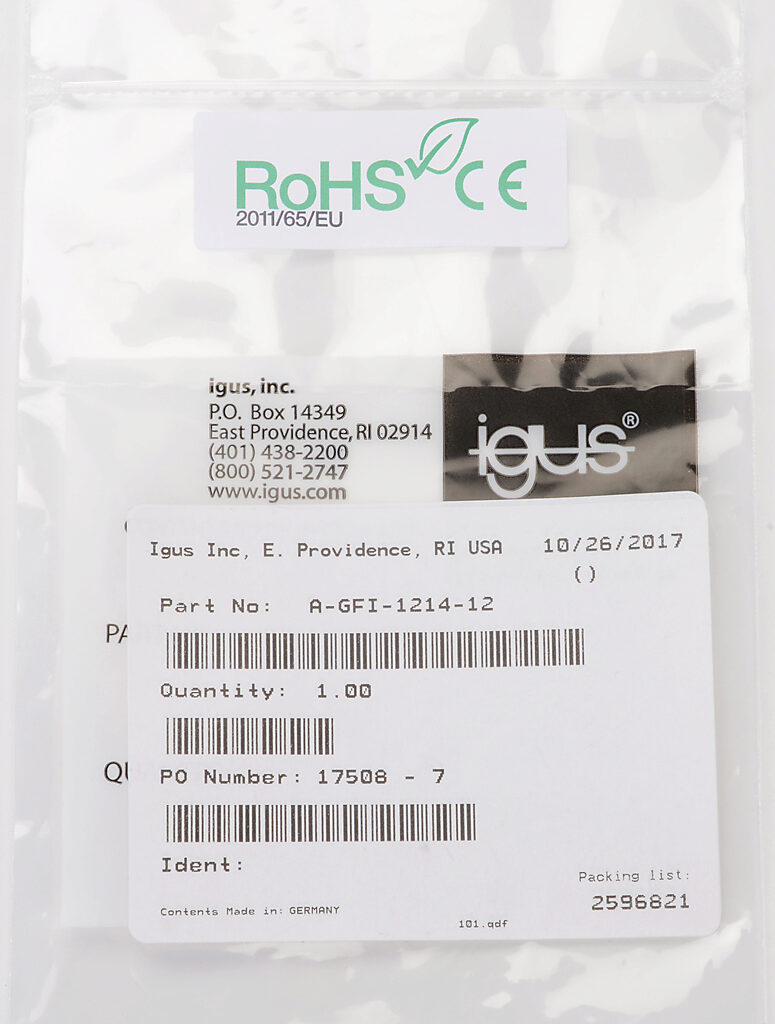 RoHS CE
2011/65/EU
igus, inc.
P.O. Box 14349
East Providence, RI 02914
(401) 438-2200
(800) 521-2747
www.igus.com
igus®
Igus Inc, E. Providence, RI USA 10/26/2017
()
Part No: A-GFI-1214-12
PA
Quantity: 1.00
QU
PO Number: 17508 - 7
Ident:
Packing list:
2596821
Contents Made in: GERMANY
101.qdf